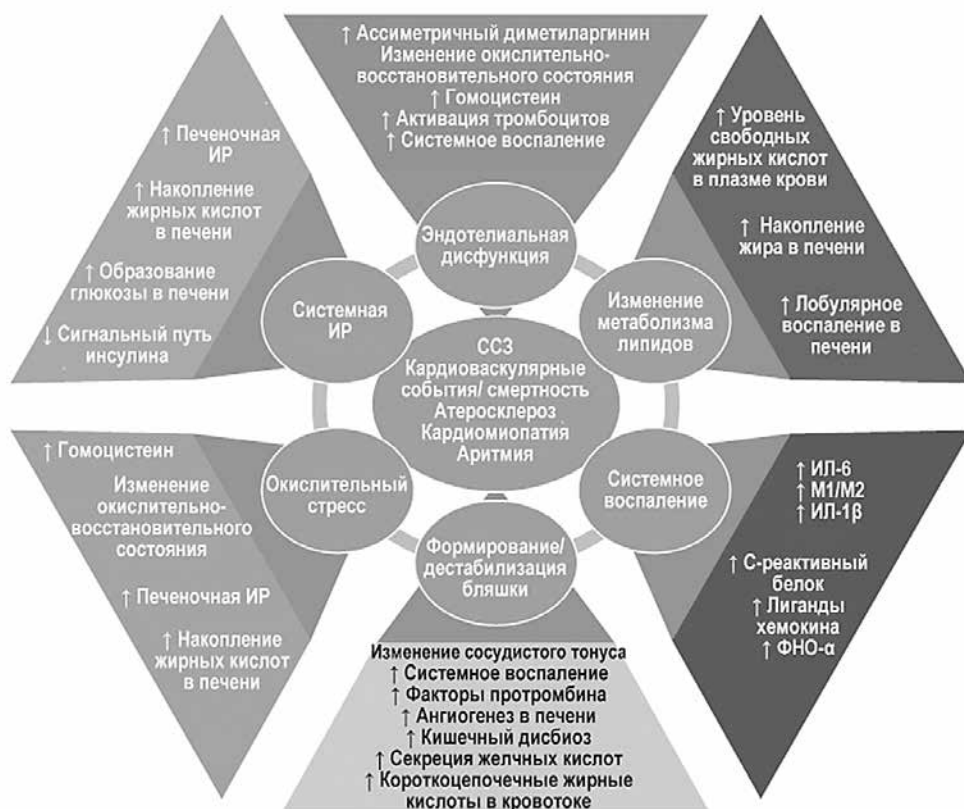 ↑ Ассиметричный диметиларгинин
Изменение окислительно-
восстановительного состояния
↑ Гомоцистеин
↑ Активация тромбоцитов
↑ Системное воспаление
↑ Печеночная
ИР
↑ Накопление
жирных кислот
в печени
↑ Образование
глюкозы в печени
↓ Сигнальный путь
инсулина
↑ Уровень
свободных
жирных кислот
в плазме крови
↑ Накопление
жира в печени
↑ Лобулярное
воспаление в
печени
Эндотелиальная
дисфункция
Системная
ИР
Изменение
метаболизма
липидов
ССЗ
Кардиоваскулярные
события/ смертность
Атеросклероз
Кардиомиопатия
Аритмия
Окислительный
стресс
Системное
воспаление
Формирование/
дестабилизация
бляшки
↑ Гомоцистеин
Изменение
окислительно-
восстановительного
состояния
↑ Печеночная ИР
↑ Накопление
жирных кислот
в печени
↑ ИЛ-6
↑ М1/М2
↑ ИЛ-1β
↑ С-реактивный
белок
↑ Лиганды
хемокина
↑ ФНО-α
Изменение сосудистого тонуса
↑ Системное воспаление
↑ Факторы протромбина
↑ Ангиогенез в печени
↑ Кишечный дисбиоз
↑ Секреция желчных кислот
↑ Короткоцепочечные жирные
кислоты в кровотоке